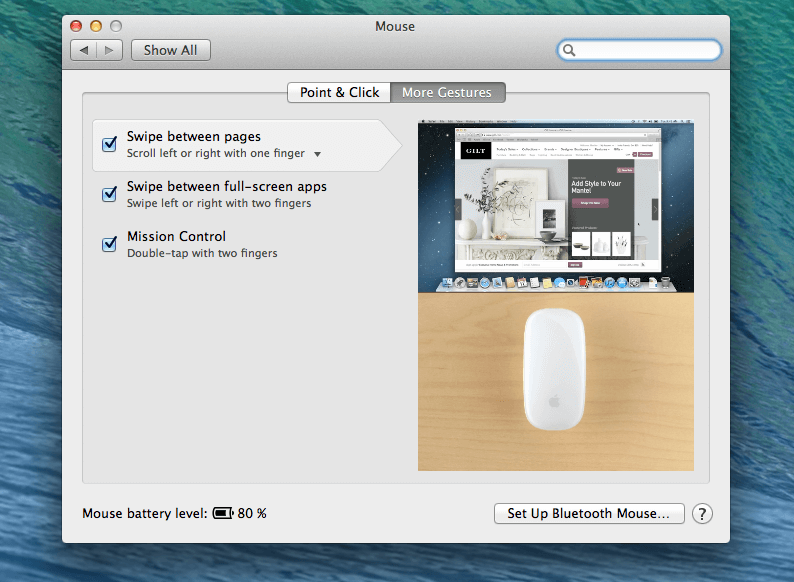 Mouse
Show All
Point & Click
More Gestures
Swipe between pages
Scroll left or right with one finger
Swipe between full-screen apps
Swipe left or right with two fingers
Mission Control
Double-tap with two fingers
GILT
Add Style to Your
Mantel
Mouse battery level: 80 %
Set Up Bluetooth Mouse...
?